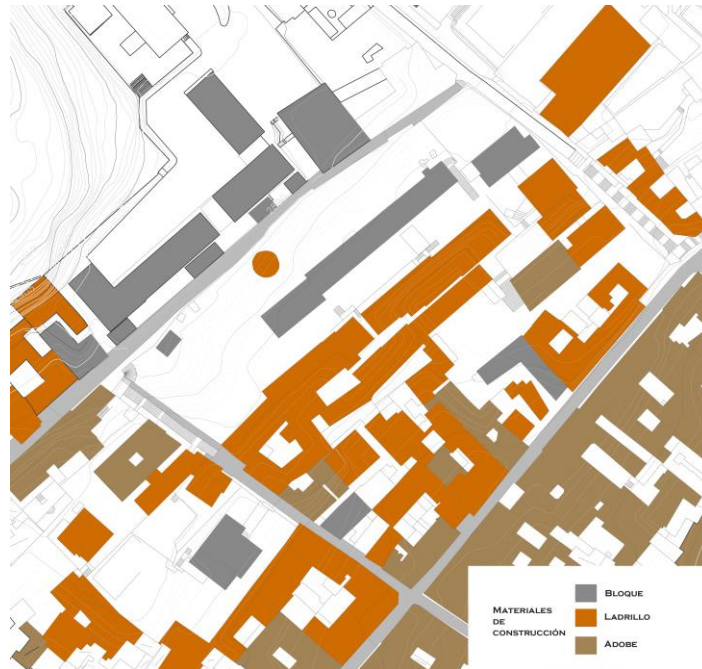 MATERIALES
DE
CONSTRUCCIÓN
BLOQUE
LADRILLO
ADOBE